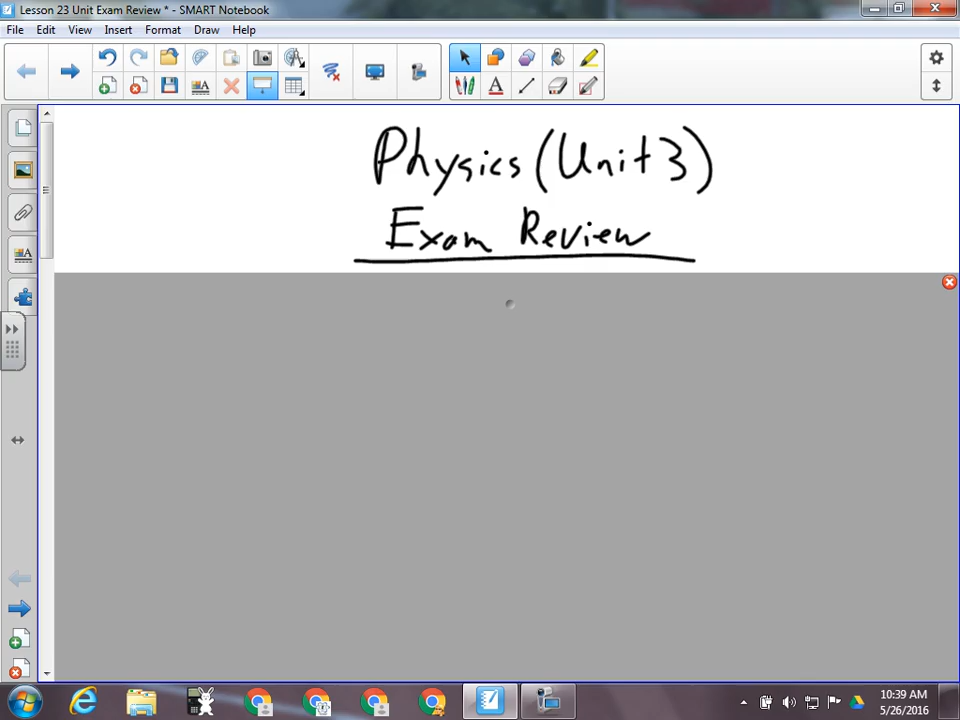 Lesson 23 Unit Exam Review * - SMART Notebook
File Edit View Insert Format Draw Help
Physics (Unit 3)
Exam Review
10:39 AM
5/26/2016